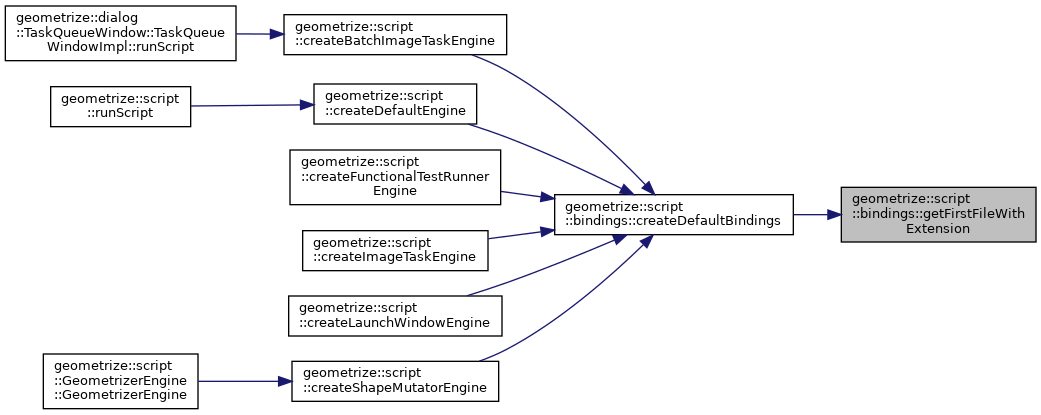 geometrize::dialog
::TaskQueueWindow::TaskQueue
WindowImpl::runScript
geometrize::script
::createBatchImageTaskEngine
geometrize::script
::runScript
geometrize::script
::createDefaultEngine
geometrize::script
::createFunctionalTestRunner
Engine
geometrize::script
::createImageTaskEngine
geometrize::script
::createLaunchWindowEngine
geometrize::script
::GeometrizerEngine
::GeometrizerEngine
geometrize::script
::createShapeMutatorEngine
geometrize::script
::bindings::createDefaultBindings
geometrize::script
::bindings::getFirstFileWith
Extension